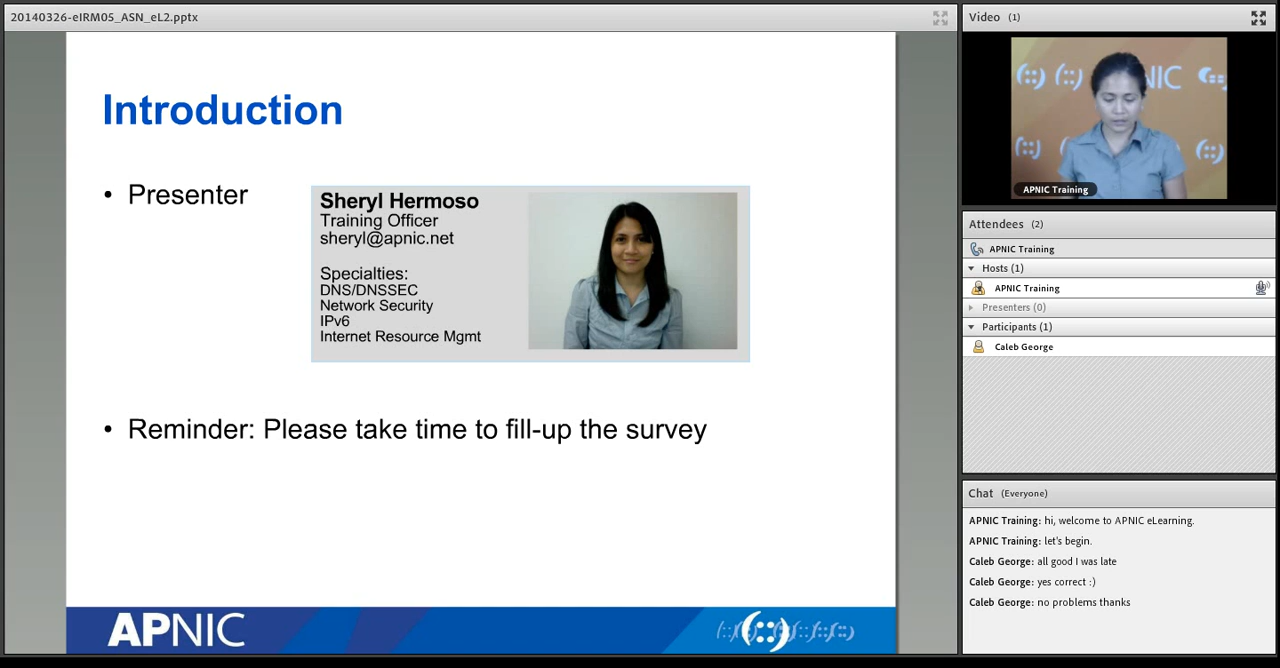 20140326-eIRM05_ASN_eL2.pptx
Introduction
• Presenter
Sheryl Hermoso
Training Officer
sheryl@apnic.net
Specialties:
DNS/DNSSEC
Network Security
IPv6
Internet Resource Mgmt
• Reminder: Please take time to fill-up the survey
APNIC
Video (1)
NIC
APNIC Training
Attendees (2)
APNIC Training
Hosts (1)
APNIC Training
Presenters (0)
Participants (1)
Caleb George
Chat (Everyone)
APNIC Training: hi, welcome to APNIC eLearning.
APNIC Training: let's begin.
Caleb George: all good I was late
Caleb George: yes correct :)
Caleb George: no problems thanks